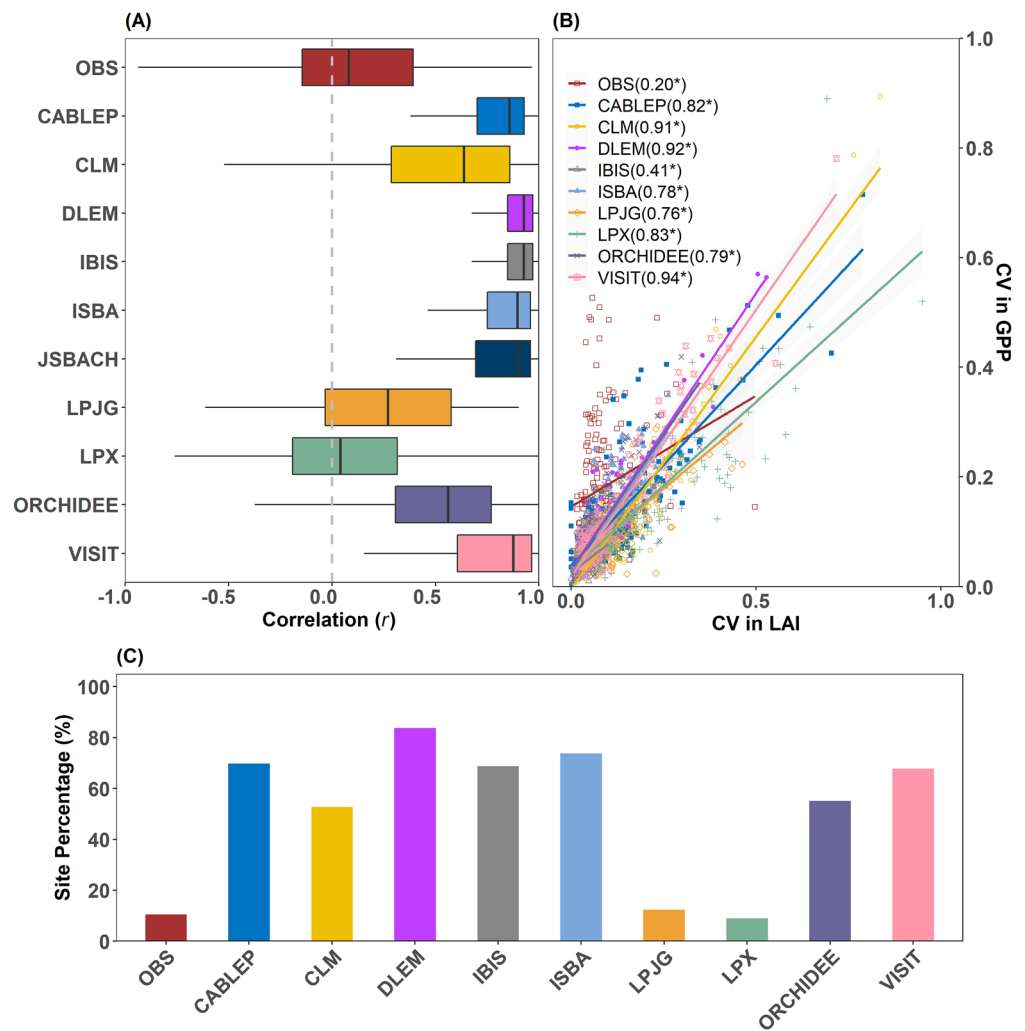 (A)
OBS
CABLEP
CLM
DLEM
IBIS
ISBA
JSBACH
LPJG
LPX
ORCHIDEE
VISIT
-1.0 -0.5 0.0 0.5 1.0
Correlation (r)
(B)
OBS(0.20*)
CABLEP(0.82*)
CLM(0.91*)
DLEM(0.92*)
IBIS(0.41*)
ISBA(0.78*)
LPJG(0.76*)
LPX(0.83*)
ORCHIDEE(0.79*)
VISIT(0.94*)
1.0
0.8
0.6
0.4
0.2
0.0
CV in GPP
0.0 0.5 1.0
CV in LAI
(C)
100
80
60
40
20
0
Site Percentage (%)
OBS
CABLEP
CLM
DLEM
IBIS
ISBA
LPJG
LPX
ORCHIDEE
VISIT